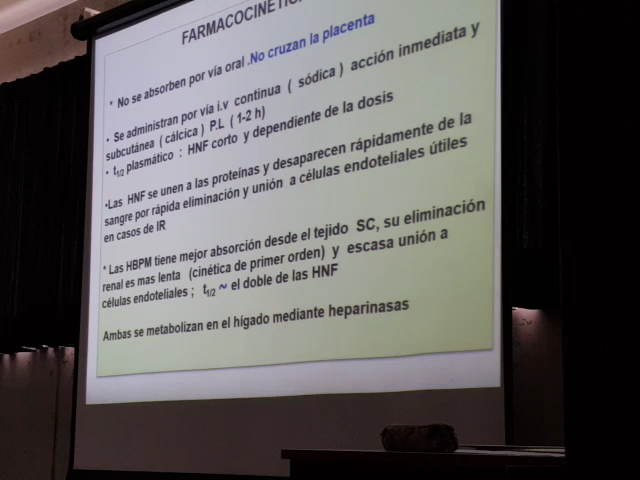 FARMACOCINÉTICA
* No se absorben por vía oral .No cruzan la placenta
• Se administran por vía i.v continua ( sódica ) acción inmediata y
subcutánea ( cálcica ) P.L ( 1-2 h)
• t1/2 plasmático : HNF corto y dependiente de la dosis
•Las HNF se unen a las proteínas y desaparecen rápidamente de la
sangre por rápida eliminación y unión a células endoteliales útiles
en casos de IR
* Las HBPM tiene mejor absorción desde el tejido SC, su eliminación
renal es mas lenta (cinética de primer orden) y escasa unión a
células endoteliales ; t1/2 ~ el doble de las HNF
Ambas se metabolizan en el hígado mediante heparinasas